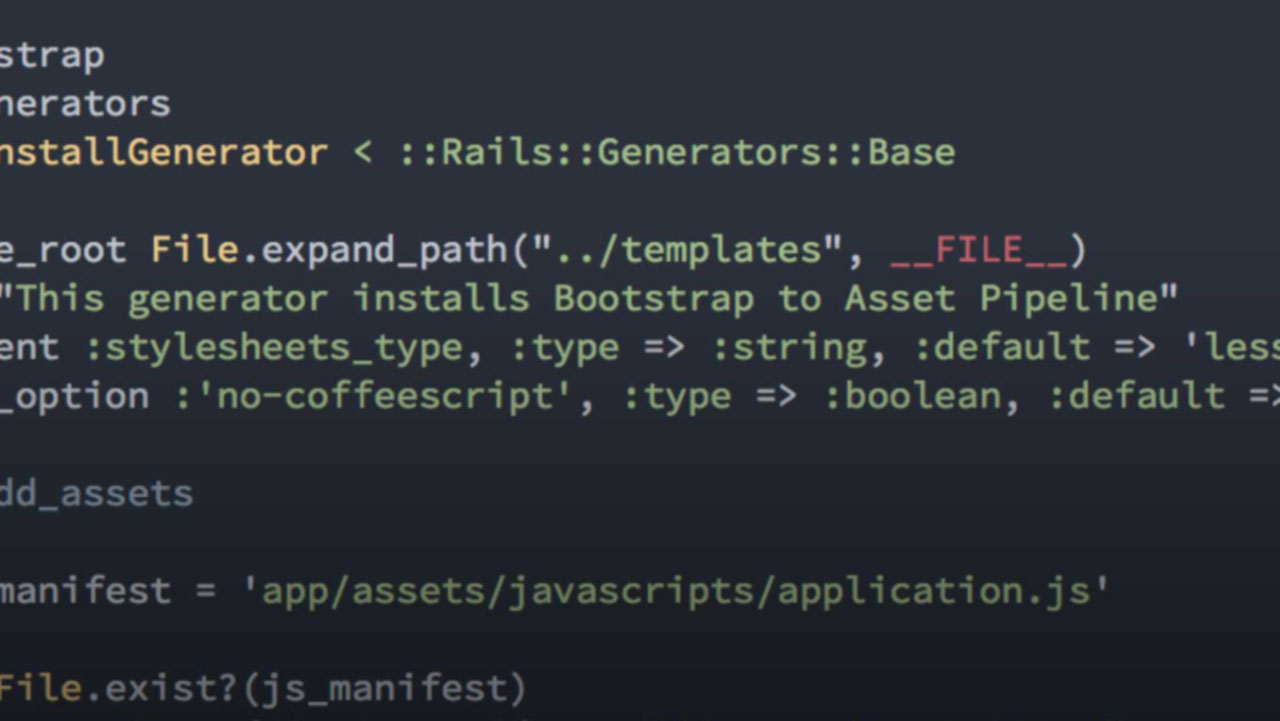 strap
nerators
nstallGenerator < ::Rails::Generators::Base
e_root File.expand_path("../templates", __FILE__)
"This generator installs Bootstrap to Asset Pipeline"
ent :stylesheets_type, :type => :string, :default => 'less
_option :'no-coffeescript', :type => :boolean, :default =>
dd_assets
manifest = 'app/assets/javascripts/application.js'
File.exist?(js_manifest)